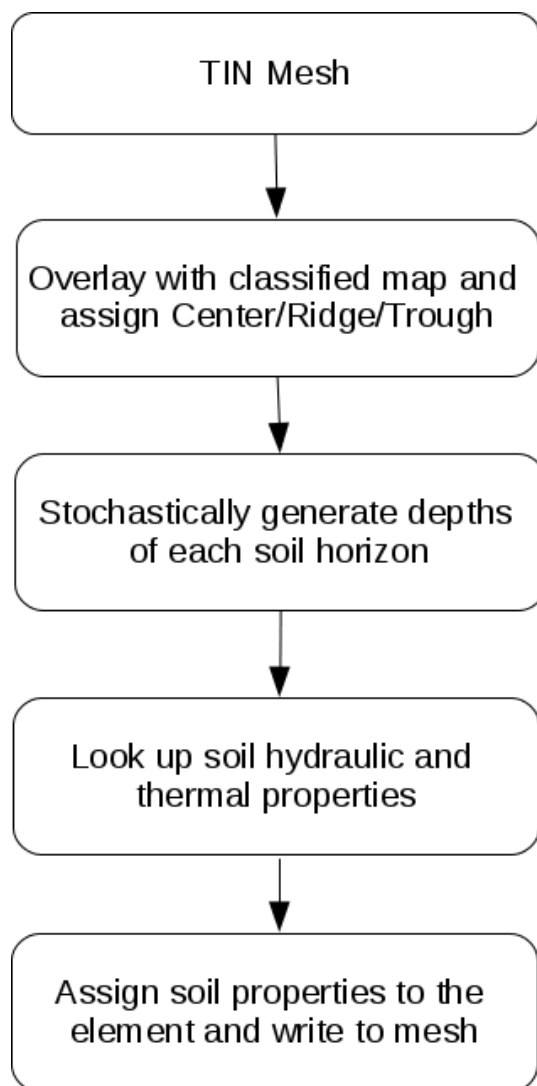 TIN Mesh
Overlay with classified map and
assign Center/Ridge/Trough
Stochastically generate depths
of each soil horizon
Look up soil hydraulic and
thermal properties
Assign soil properties to the
element and write to mesh